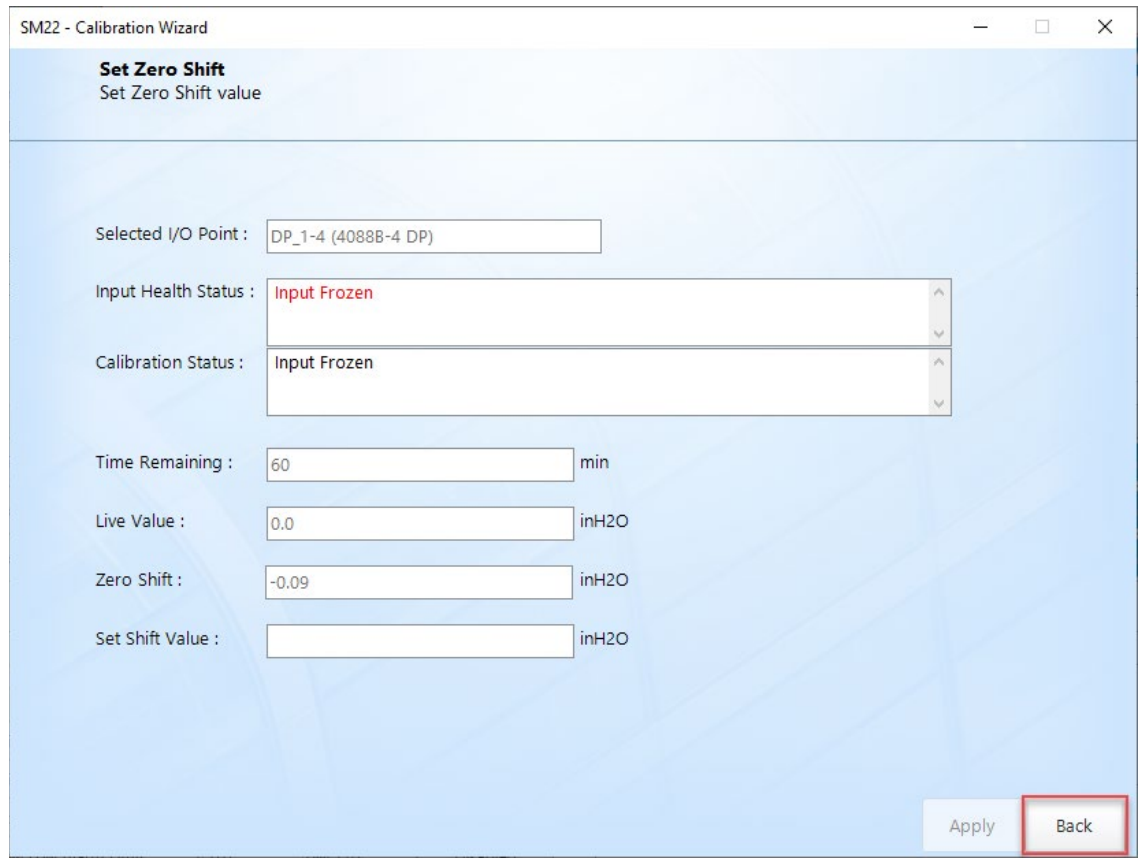 SM22 - Calibration Wizard
Set Zero Shift
Set Zero Shift value
Selected I/O Point : DP_1-4 (4088B-4 DP)
Input Health Status : Input Frozen
Calibration Status : Input Frozen
Time Remaining : 60 min
Live Value : 0.0 inH2O
Zero Shift : -0.09 inH2O
Set Shift Value : inH2O
Apply Back